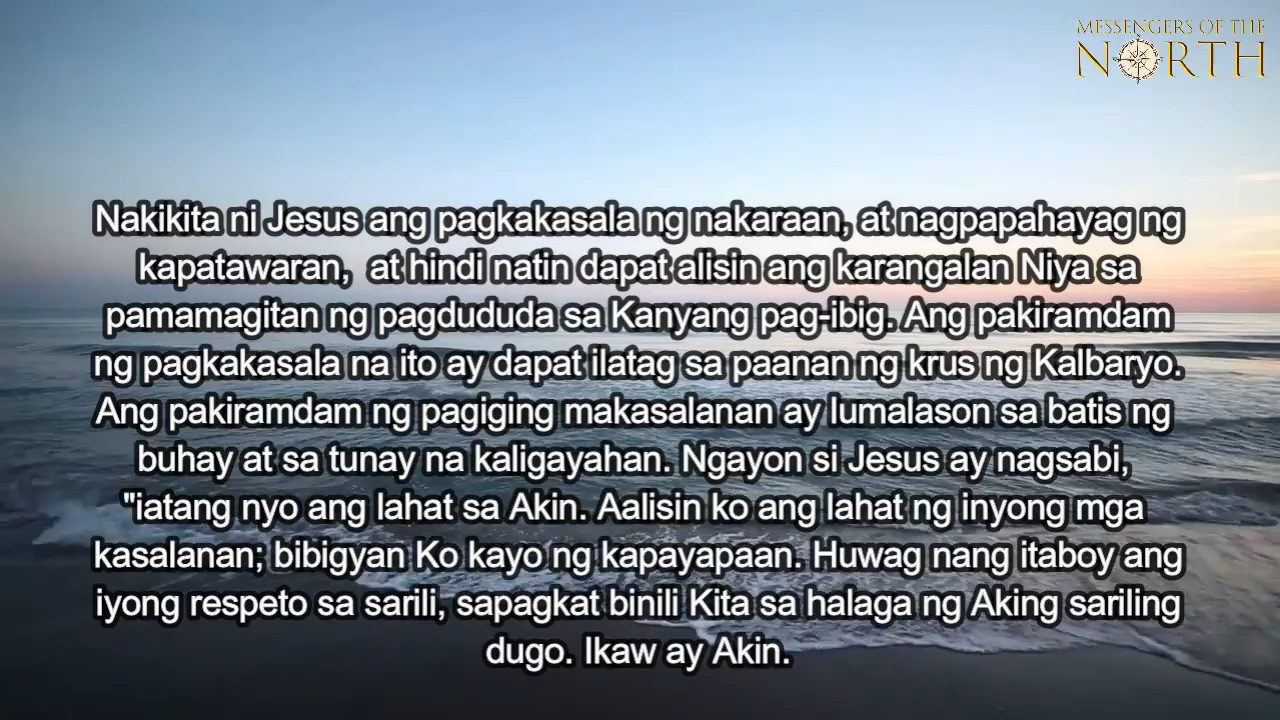 MESSENGERS OF THE
NORTH
Nakikita ni Jesus ang pagkakasala ng nakaraan, at nagpapahayag ng
kapatawaran,  at hindi natin dapat alisin ang karangalan Niya sa
pamamagitan ng pagdududa sa Kanyang pag-ibig. Ang pakiramdam
ng pagkakasala na ito ay dapat ilatag sa paanan ng krus ng Kalbaryo.
Ang pakiramdam ng pagiging makasalanan ay lumalason sa batis ng
buhay at sa tunay na kaligayahan. Ngayon si Jesus ay nagsabi,
"iatang nyo ang lahat sa Akin. Aalisin ko ang lahat ng inyong mga
kasalanan; bibigyan Ko kayo ng kapayapaan. Huwag nang itaboy ang
iyong respeto sa sarili, sapagkat binili Kita sa halaga ng Aking sariling
dugo. Ikaw ay Akin.